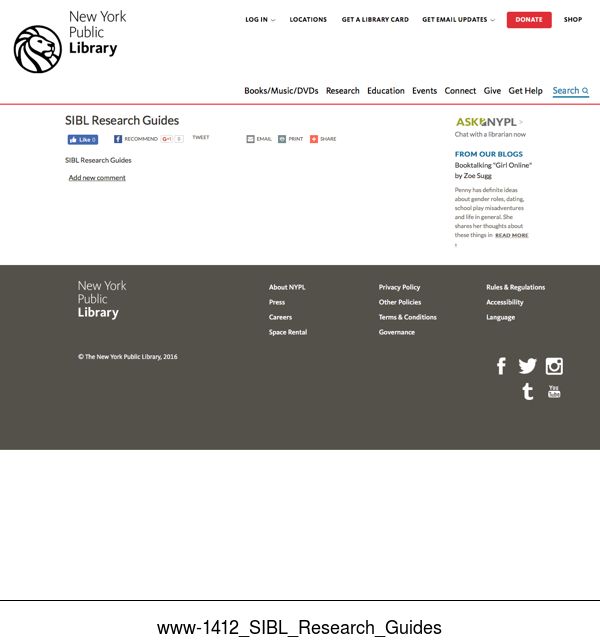 New York
Public
Library
LOG IN
LOCATIONS
GET A LIBRARY CARD
GET EMAIL UPDATES
DONATE
SHOP
Books/Music/DVDs Research Education Events Connect Give Get Help Search
SIBL Research Guides
Like 0
RECOMMEND
G+1 0
TWEET
EMAIL
PRINT
SHARE
SIBL Research Guides
Add new comment
ASK NYPL >
Chat with a librarian now
FROM OUR BLOGS
Booktalking "Girl Online"
by Zoe Sugg
Penny has definite ideas
about gender roles, dating,
school play misadventures
and life in general. She
shares her thoughts about
these things in READ MORE
New York
Public
Library
About NYPL
Press
Careers
Space Rental
Privacy Policy
Other Policies
Terms & Conditions
Governance
Rules & Regulations
Accessibility
Language
© The New York Public Library, 2016
You
Tube
www-1412_SIBL_Research_Guides